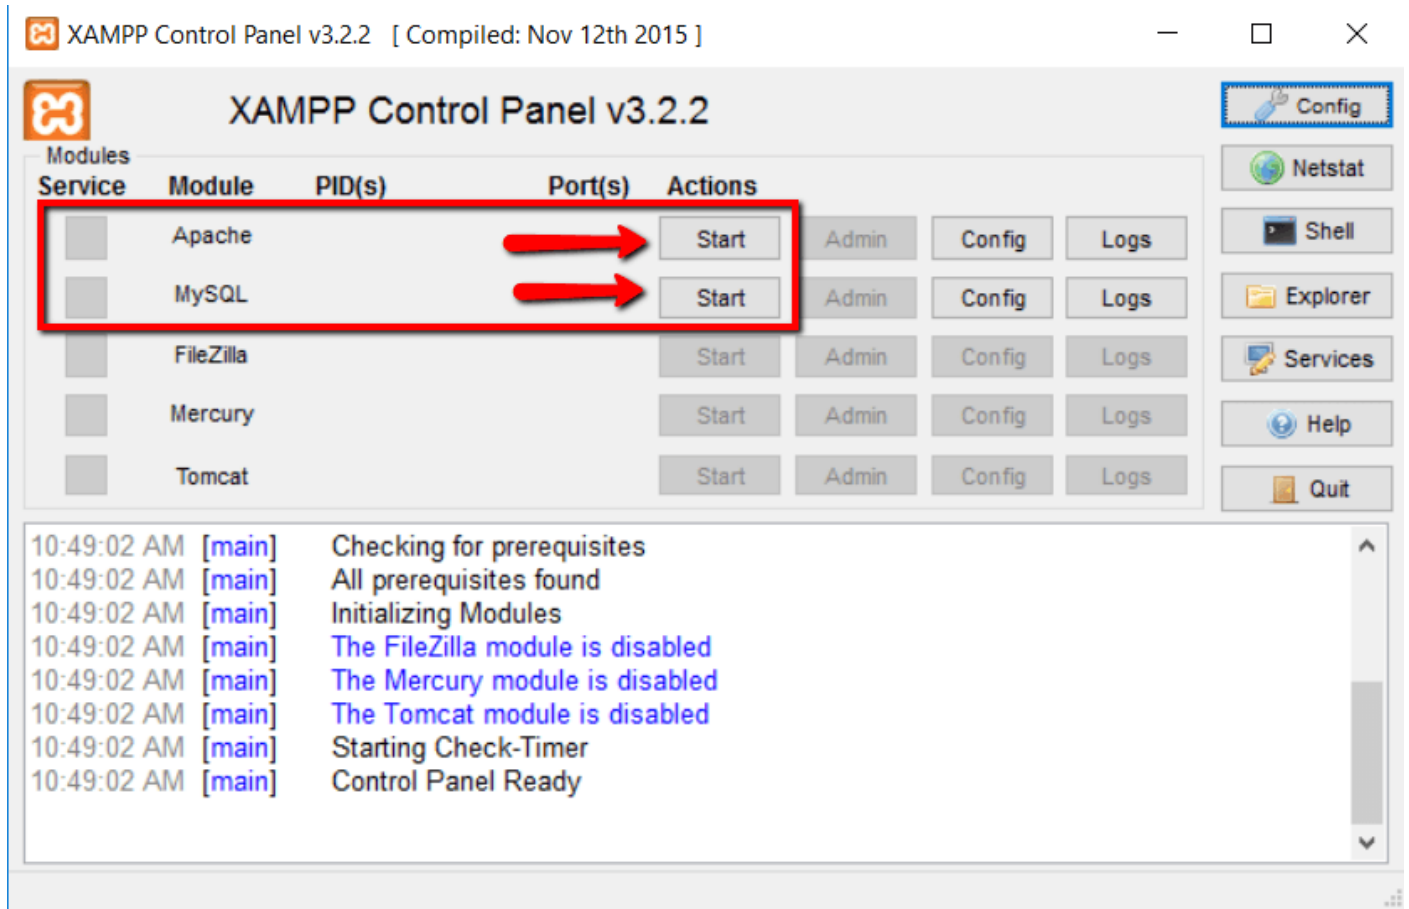 XAMPP Control Panel v3.2.2 [ Compiled: Nov 12th 2015 ]
XAMPP Control Panel v3.2.2
Config
Modules
Service Module PID(s) Port(s) Actions
Netstat
Apache Start Admin Config Logs
Shell
MySQL Start Admin Config Logs
Explorer
FileZilla Start Admin Config Logs
Services
Mercury Start Admin Config Logs
Help
Tomcat Start Admin Config Logs
Quit
10:49:02 AM [main] Checking for prerequisites
10:49:02 AM [main] All prerequisites found
10:49:02 AM [main] Initializing Modules
10:49:02 AM [main] The FileZilla module is disabled
10:49:02 AM [main] The Mercury module is disabled
10:49:02 AM [main] The Tomcat module is disabled
10:49:02 AM [main] Starting Check-Timer
10:49:02 AM [main] Control Panel Ready